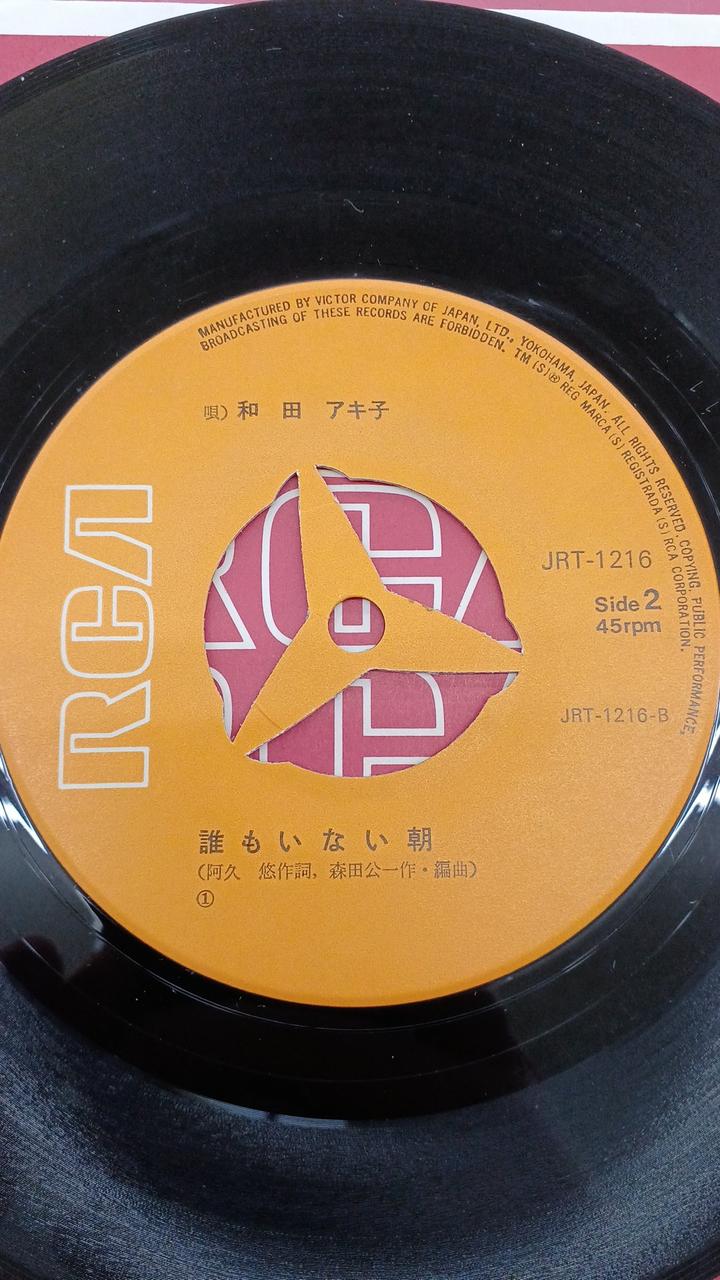 MANUFACTURED BY VICTOR COMPANY OF JAPAN, LTD., YOKOHAMA, JAPAN. ALL RIGHTS RESERVED, COPYING, PUBLIC PERFORMANCE,
BROADCASTING OF THESE RECORDS ARE FORBIDDEN. TM(S)® REG MARCA(S) REGISTRADA(S) RCA CORPORATION.
唄) 和 田 アキ子
RCA
JRT-1216
Side 2
45rpm
JRT-1216-B
誰 も い な い 朝
(阿久 悠作詞, 森田公一作・編曲)
①